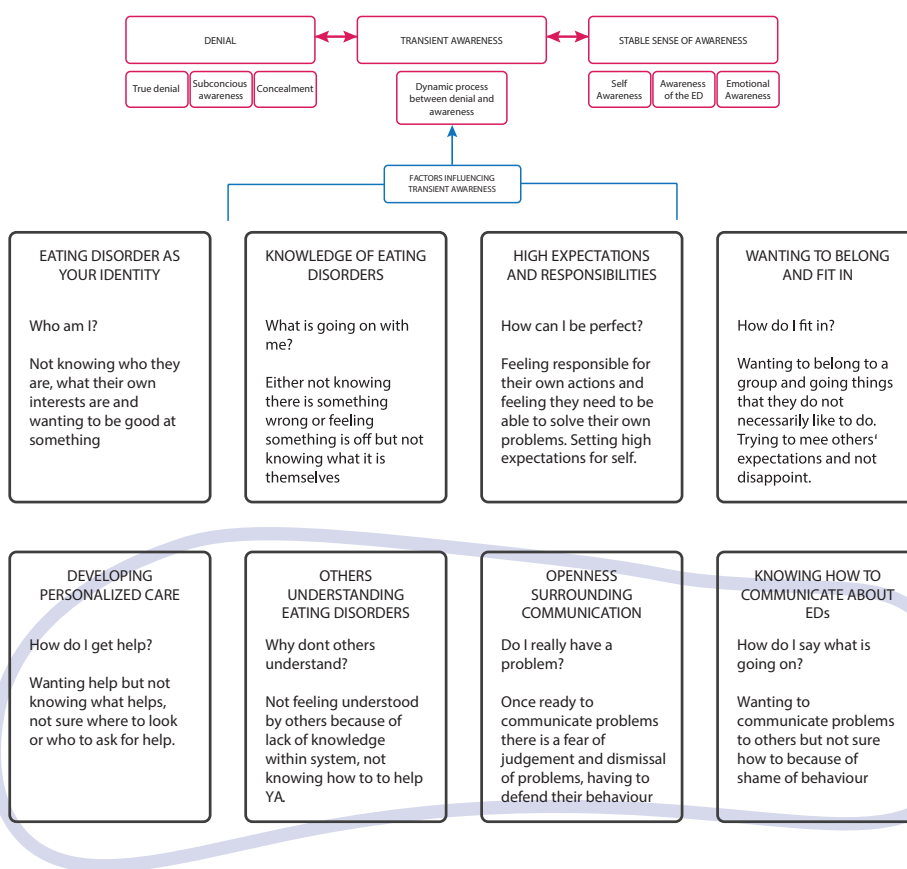 DENIAL
TRANSIENT AWARENESS
STABLE SENSE OF AWARENESS
True denial
Subconcious
awareness
Concealment
Dynamic process
between denial and
awareness
Self
Awareness
Awareness
of the ED
Emotional
Awareness
FACTORS INFLUENCING
TRANSIENT AWARENESS
EATING DISORDER AS
YOUR IDENTITY
Who am I?
Not knowing who they
are, what their own
interests are and
wanting to be good at
something
KNOWLEDGE OF EATING
DISORDERS
What is going on with
me?
Either not knowing
there is something
wrong or feeling
something is off but not
knowing what it is
themselves
HIGH EXPECTATIONS
AND RESPONSIBILITIES
How can I be perfect?
Feeling responsible for
their own actions and
feeling they need to be
able to solve their own
problems. Setting high
expectations for self.
WANTING TO BELONG
AND FIT IN
How do I fit in?
Wanting to belong to a
group and going things
that they do not
necessarily like to do.
Trying to mee others'
expectations and not
disappoint.
DEVELOPING
PERSONALIZED CARE
How do I get help?
Wanting help but not
knowing what helps,
not sure where to look
or who to ask for help.
OTHERS
UNDERSTANDING
EATING DISORDERS
Why dont others
understand?
Not feeling understood
by others because of
lack of knowledge
within system, not
knowing how to to help
YA.
OPENNESS
SURROUNDING
COMMUNICATION
Do I really have a
problem?
Once ready to
communicate problems
there is a fear of
judgement and dismissal
of problems, having to
defend their behaviour
KNOWING HOW TO
COMMUNICATE ABOUT
EDs
How do I say what is
going on?
Wanting to
communicate problems
to others but not sure
how to because of
shame of behaviour